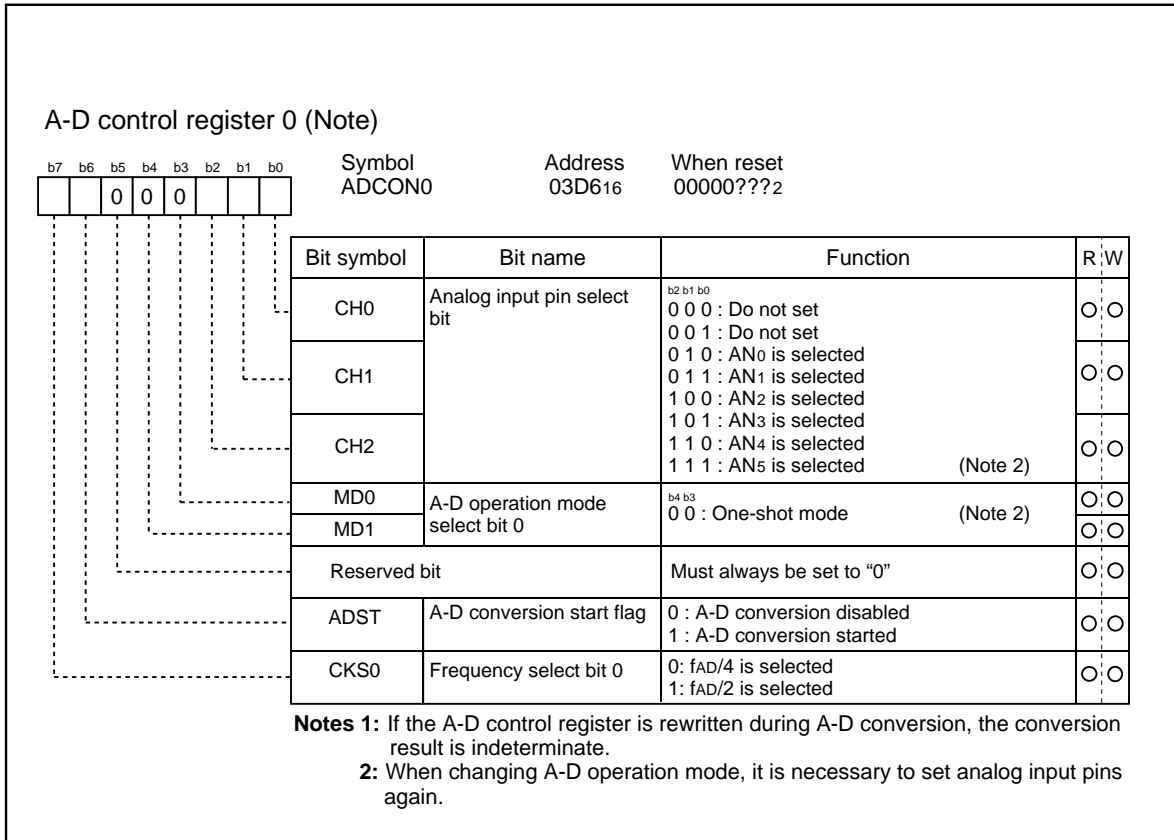 A-D control register 0 (Note)
b7 b6 b5 b4 b3 b2 b1 b0
0 0 0
Symbol Address When reset
ADCON0 03D616 00000???2
Bit symbol Bit name Function R W
CH0 Analog input pin select bit
b2 b1 b0
0 0 0 : Do not set
0 0 1 : Do not set
0 1 0 : AN0 is selected
0 1 1 : AN1 is selected
1 0 0 : AN2 is selected
1 0 1 : AN3 is selected
1 1 0 : AN4 is selected
1 1 1 : AN5 is selected (Note 2)
CH1
CH2
MD0
MD1
A-D operation mode
select bit 0
b4 b3
0 0 : One-shot mode (Note 2)
Reserved bit Must always be set to “0”
ADST A-D conversion start flag
0 : A-D conversion disabled
1 : A-D conversion started
CKS0 Frequency select bit 0
0: fAD/4 is selected
1: fAD/2 is selected
Notes 1: If the A-D control register is rewritten during A-D conversion, the conversion
result is indeterminate.
2: When changing A-D operation mode, it is necessary to set analog input pins
again.